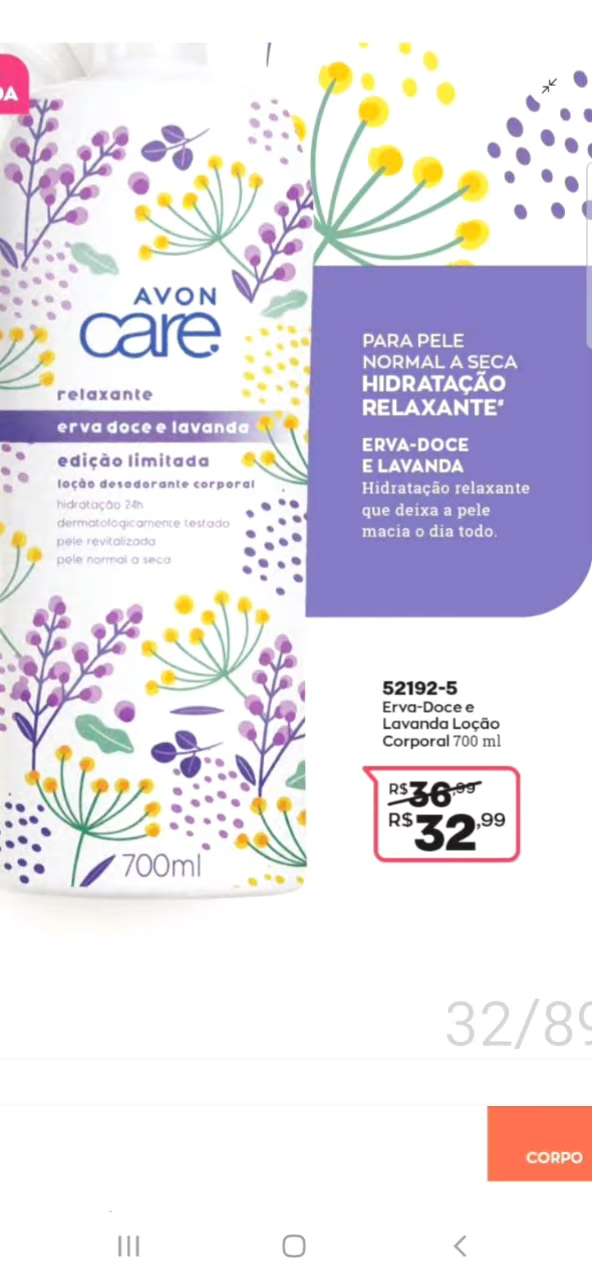 AVON
care.
relaxante
erva doce e lavanda
edição limitada
loção desodorante corporal
hidratação 24h
dermatologicamente testado
pele revitalizada
pele normal a seca
700ml
PARA PELE
NORMAL A SECA
HIDRATAÇÃO
RELAXANTE*
ERVA-DOCE
E LAVANDA
Hidratação relaxante
que deixa a pele
macia o dia todo.
52192-5
Erva-Doce e
Lavanda Loção
Corporal 700 ml
R$36,99
R$32,99
32/89
CORPO